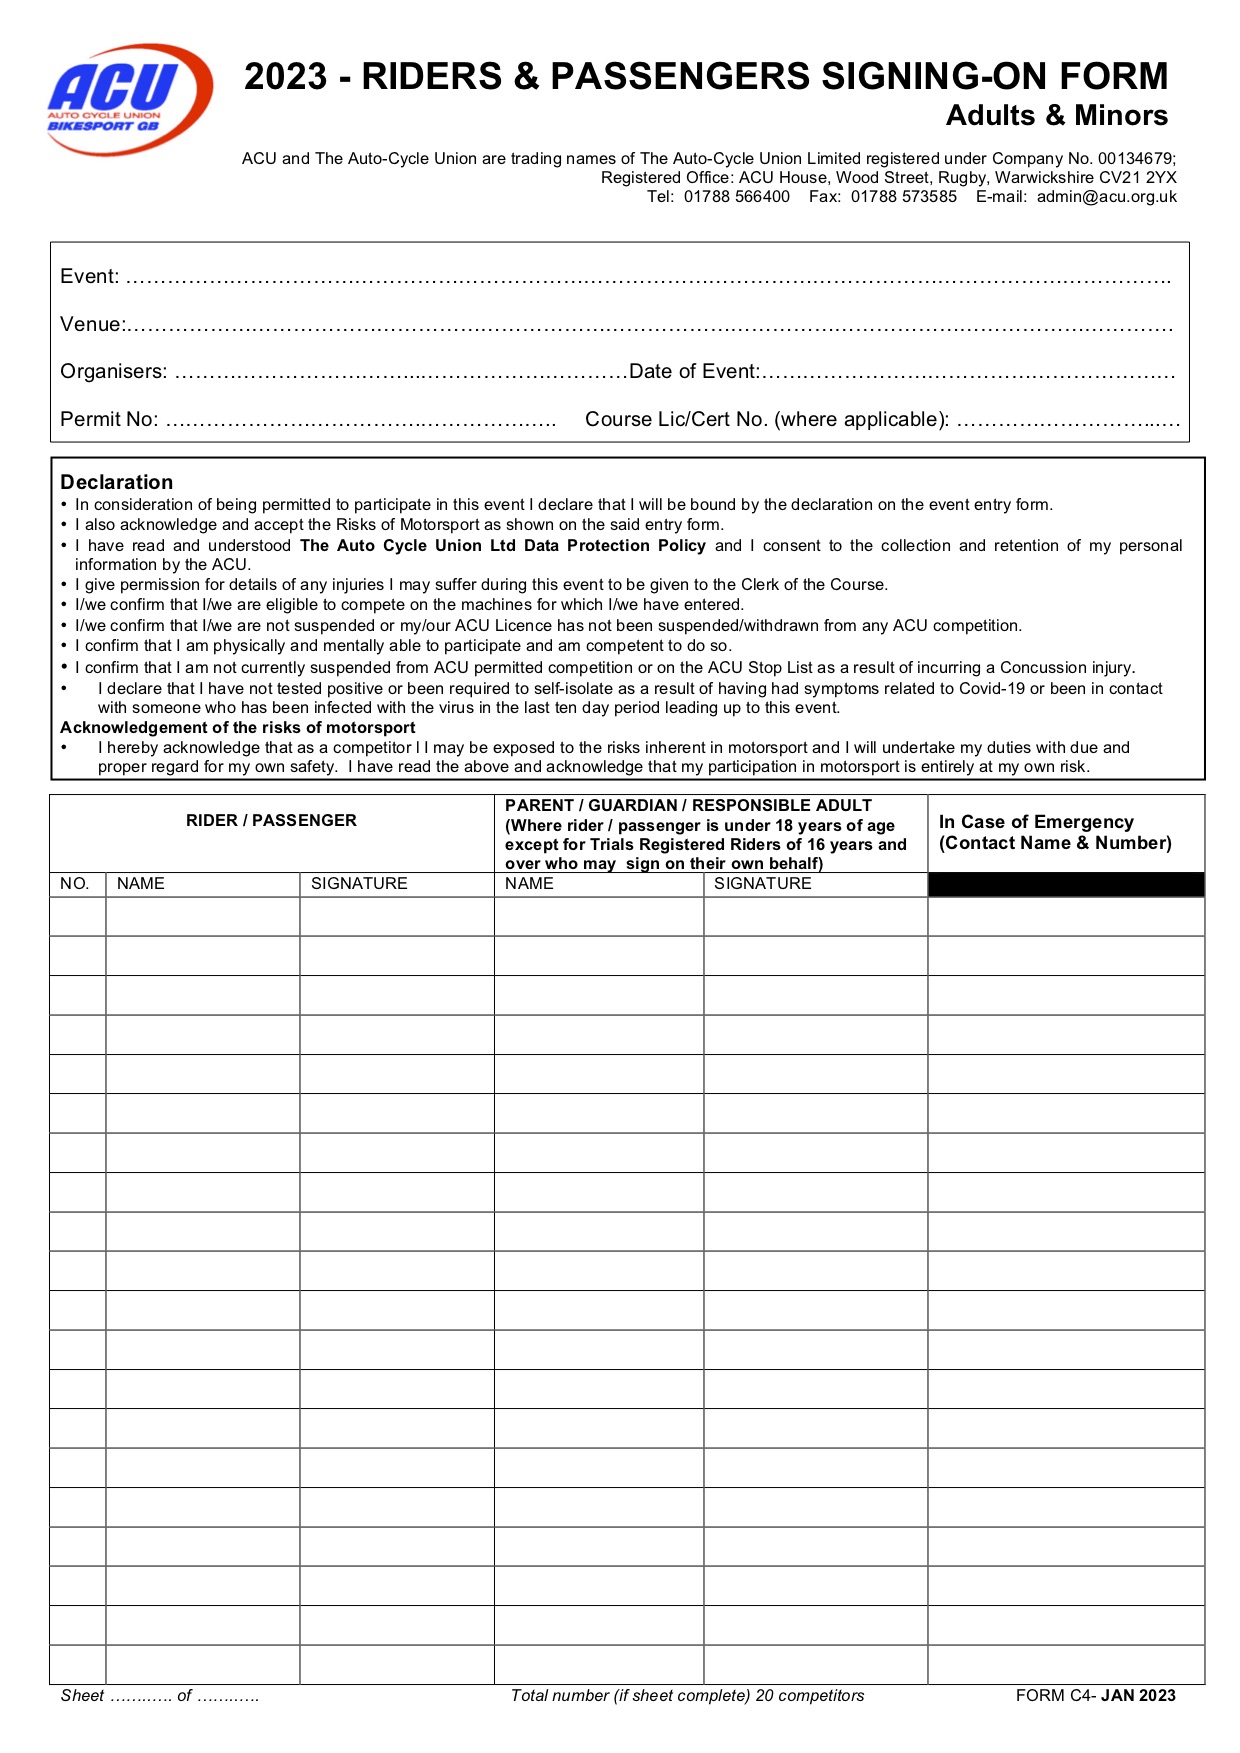 ACU
AUTO CYCLE UNION
BIKESPORT GB
2023 - RIDERS & PASSENGERS SIGNING-ON FORM
Adults & Minors
ACU and The Auto-Cycle Union are trading names of The Auto-Cycle Union Limited registered under Company No. 00134679;
Registered Office: ACU House, Wood Street, Rugby, Warwickshire CV21 2YX
Tel: 01788 566400 Fax: 01788 573585 E-mail: admin@acu.org.uk
Event: ……………………………………………………………………………………………………………………………………….
Venue:………………………………………………………………………………………………………………………………………
Organisers: ……………………………...…………………………Date of Event:……………………………………………………
Permit No: ……………………………….………………... Course Lic/Cert No. (where applicable): ………………………...….
Declaration
• In consideration of being permitted to participate in this event I declare that I will be bound by the declaration on the event entry form.
• I also acknowledge and accept the Risks of Motorsport as shown on the said entry form.
• I have read and understood The Auto Cycle Union Ltd Data Protection Policy and I consent to the collection and retention of my personal
information by the ACU.
• I give permission for details of any injuries I may suffer during this event to be given to the Clerk of the Course.
• I/we confirm that I/we are eligible to compete on the machines for which I/we have entered.
• I/we confirm that I/we are not suspended or my/our ACU Licence has not been suspended/withdrawn from any ACU competition.
• I confirm that I am physically and mentally able to participate and am competent to do so.
• I confirm that I am not currently suspended from ACU permitted competition or on the ACU Stop List as a result of incurring a Concussion injury.
• I declare that I have not tested positive or been required to self-isolate as a result of having had symptoms related to Covid-19 or been in contact
with someone who has been infected with the virus in the last ten day period leading up to this event.
Acknowledgement of the risks of motorsport
• I hereby acknowledge that as a competitor I I may be exposed to the risks inherent in motorsport and I will undertake my duties with due and
proper regard for my own safety. I have read the above and acknowledge that my participation in motorsport is entirely at my own risk.
RIDER / PASSENGER
PARENT / GUARDIAN / RESPONSIBLE ADULT
(Where rider / passenger is under 18 years of age
except for Trials Registered Riders of 16 years and
over who may sign on their own behalf)
In Case of Emergency
(Contact Name & Number)
NO. NAME SIGNATURE NAME SIGNATURE
Sheet ……….. of ………..
Total number (if sheet complete) 20 competitors
FORM C4- JAN 2023